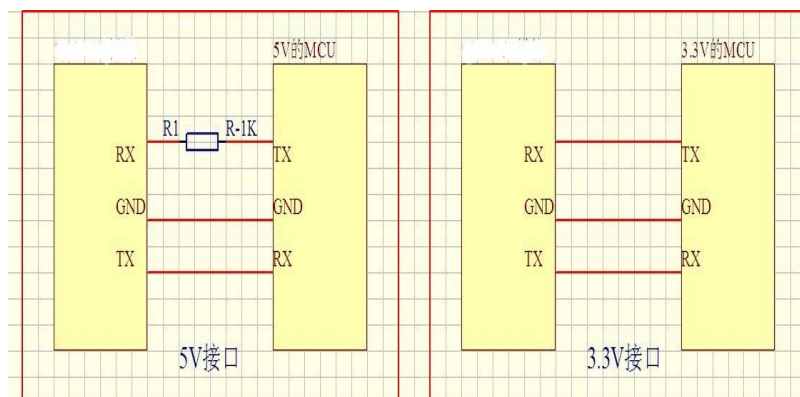 5V的MCU
R1 R-1K
RX TX
GND GND
TX RX
5V接口
3.3V的MCU
RX TX
GND GND
TX RX
3.3V接口